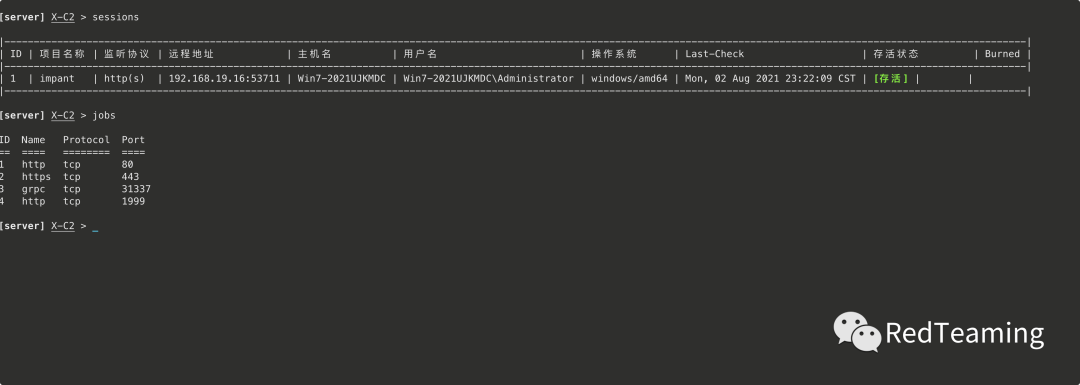 [server] X-C2 > sessions
| ID | 项目名称 | 监听协议 | 远程地址 | 主机名 | 用户名 | 操作系统 | Last-Check | 存活状态 | Burned |
| 1 | impant | http(s) | 192.168.19.16:53711 | Win7-2021UJKMDC | Win7-2021UJKMDC\Administrator | windows/amd64 | Mon, 02 Aug 2021 23:22:09 CST | [存活] | |
[server] X-C2 > jobs
ID Name Protocol Port
== ==== ======== ====
1 http tcp 80
2 https tcp 443
3 grpc tcp 31337
4 http tcp 1999
[server] X-C2 > _
RedTeaming